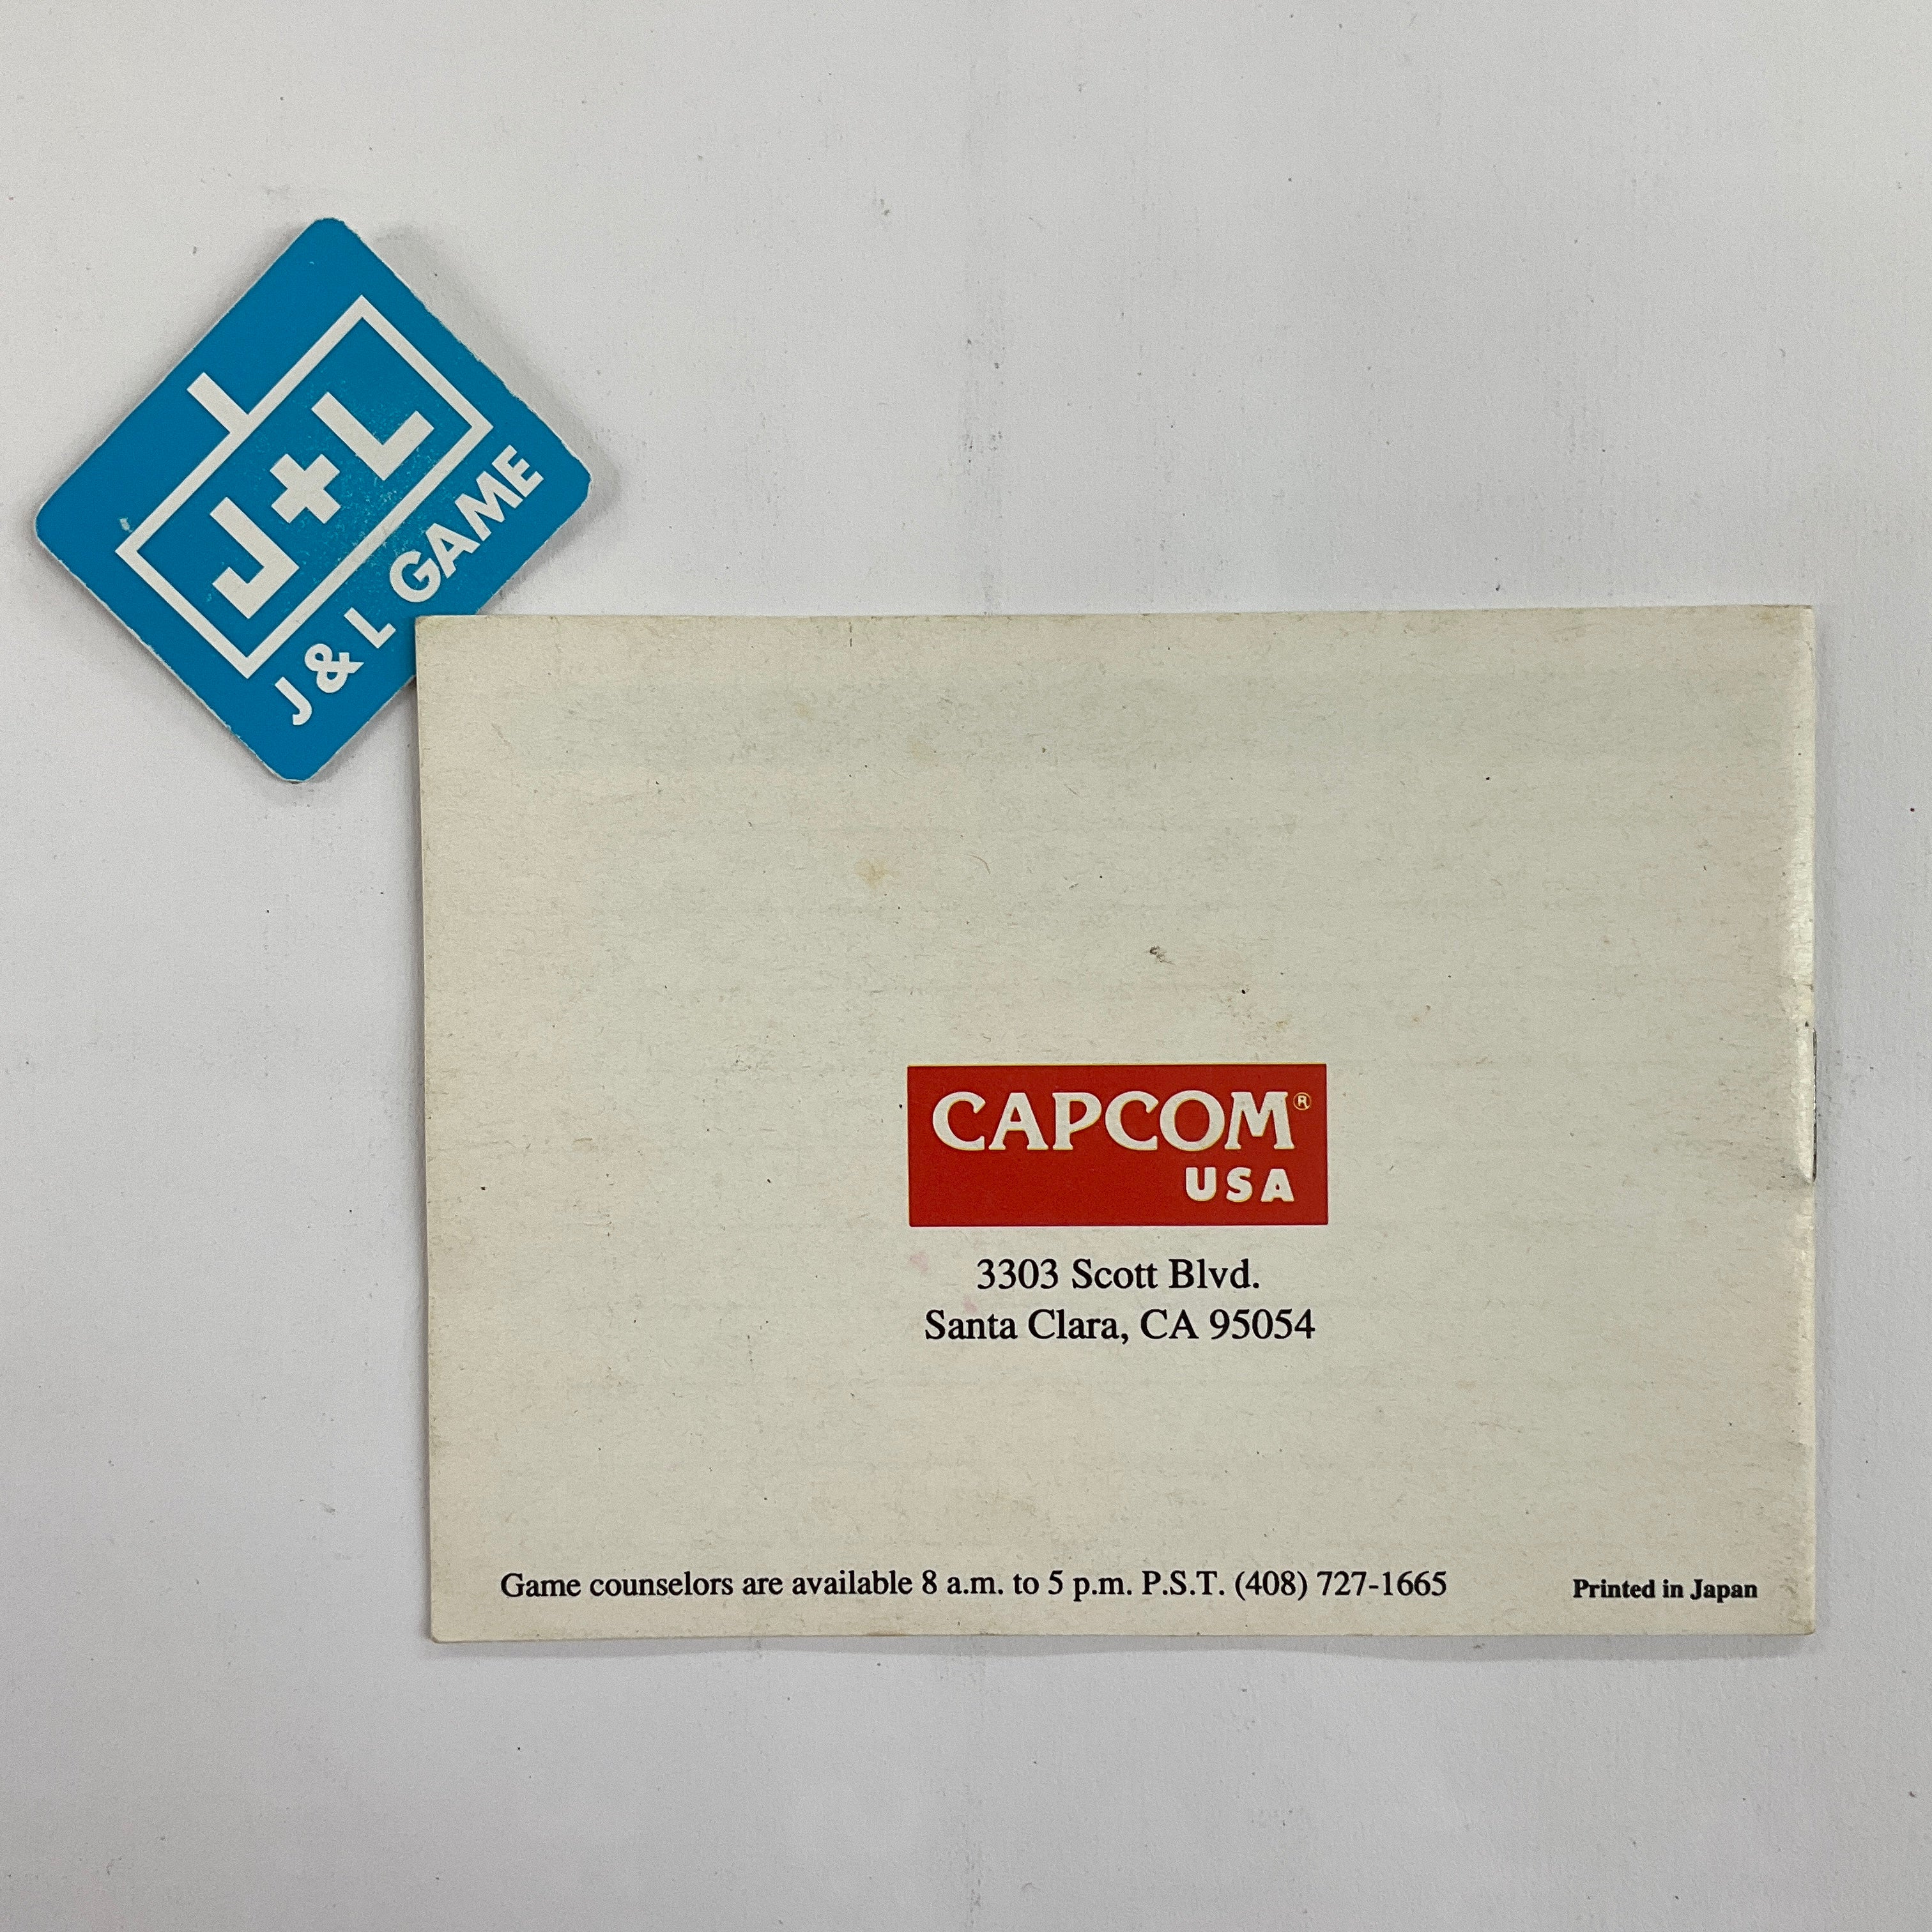 J+L
J & L GAME
CAPCOM®
USA
3303 Scott Blvd.
Santa Clara, CA 95054
Game counselors are available 8 a.m. to 5 p.m. P.S.T. (408) 727-1665
Printed in Japan